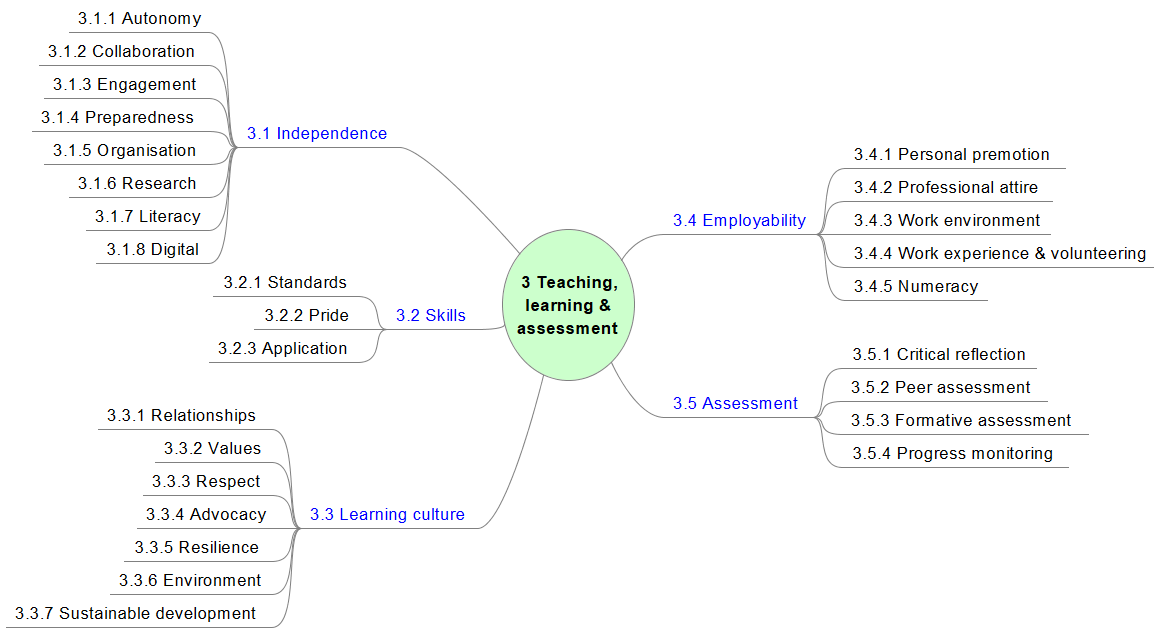 3 Teaching,
learning &
assessment
3.1 Independence
3.1.1 Autonomy
3.1.2 Collaboration
3.1.3 Engagement
3.1.4 Preparedness
3.1.5 Organisation
3.1.6 Research
3.1.7 Literacy
3.1.8 Digital
3.2 Skills
3.2.1 Standards
3.2.2 Pride
3.2.3 Application
3.3 Learning culture
3.3.1 Relationships
3.3.2 Values
3.3.3 Respect
3.3.4 Advocacy
3.3.5 Resilience
3.3.6 Environment
3.3.7 Sustainable development
3.4 Employability
3.4.1 Personal premotion
3.4.2 Professional attire
3.4.3 Work environment
3.4.4 Work experience & volunteering
3.4.5 Numeracy
3.5 Assessment
3.5.1 Critical reflection
3.5.2 Peer assessment
3.5.3 Formative assessment
3.5.4 Progress monitoring